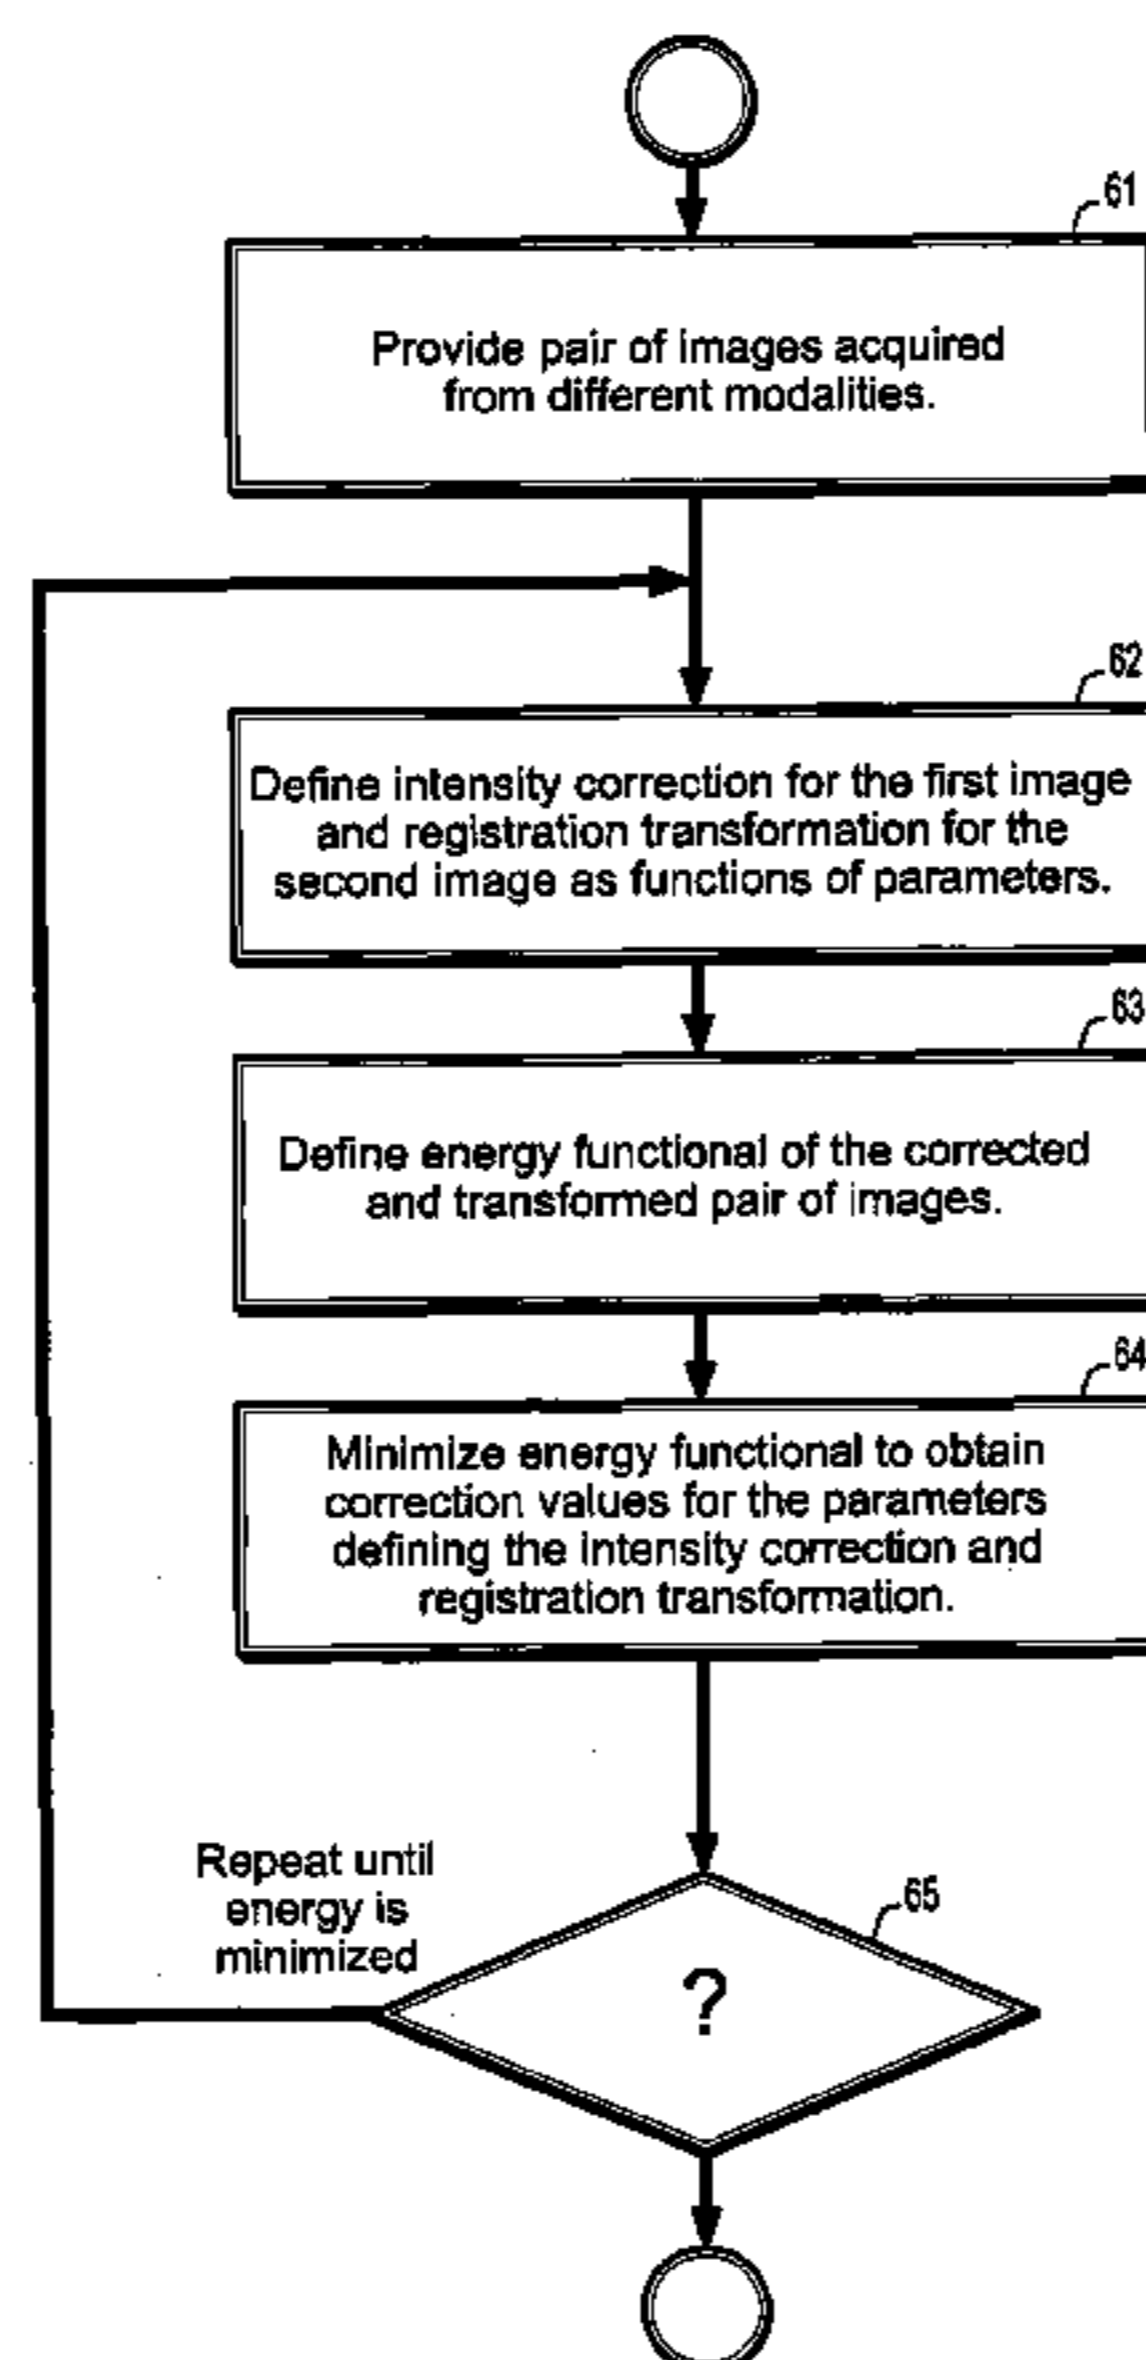 61
Provide pair of images acquired
from different modalities.
62
Define intensity correction for the first image
and registration transformation for the
second image as functions of parameters.
63
Define energy functional of the corrected
and transformed pair of images.
64
Minimize energy functional to obtain
correction values for the parameters
defining the intensity correction and
registration transformation.
Repeat until
energy is
minimized
65
?